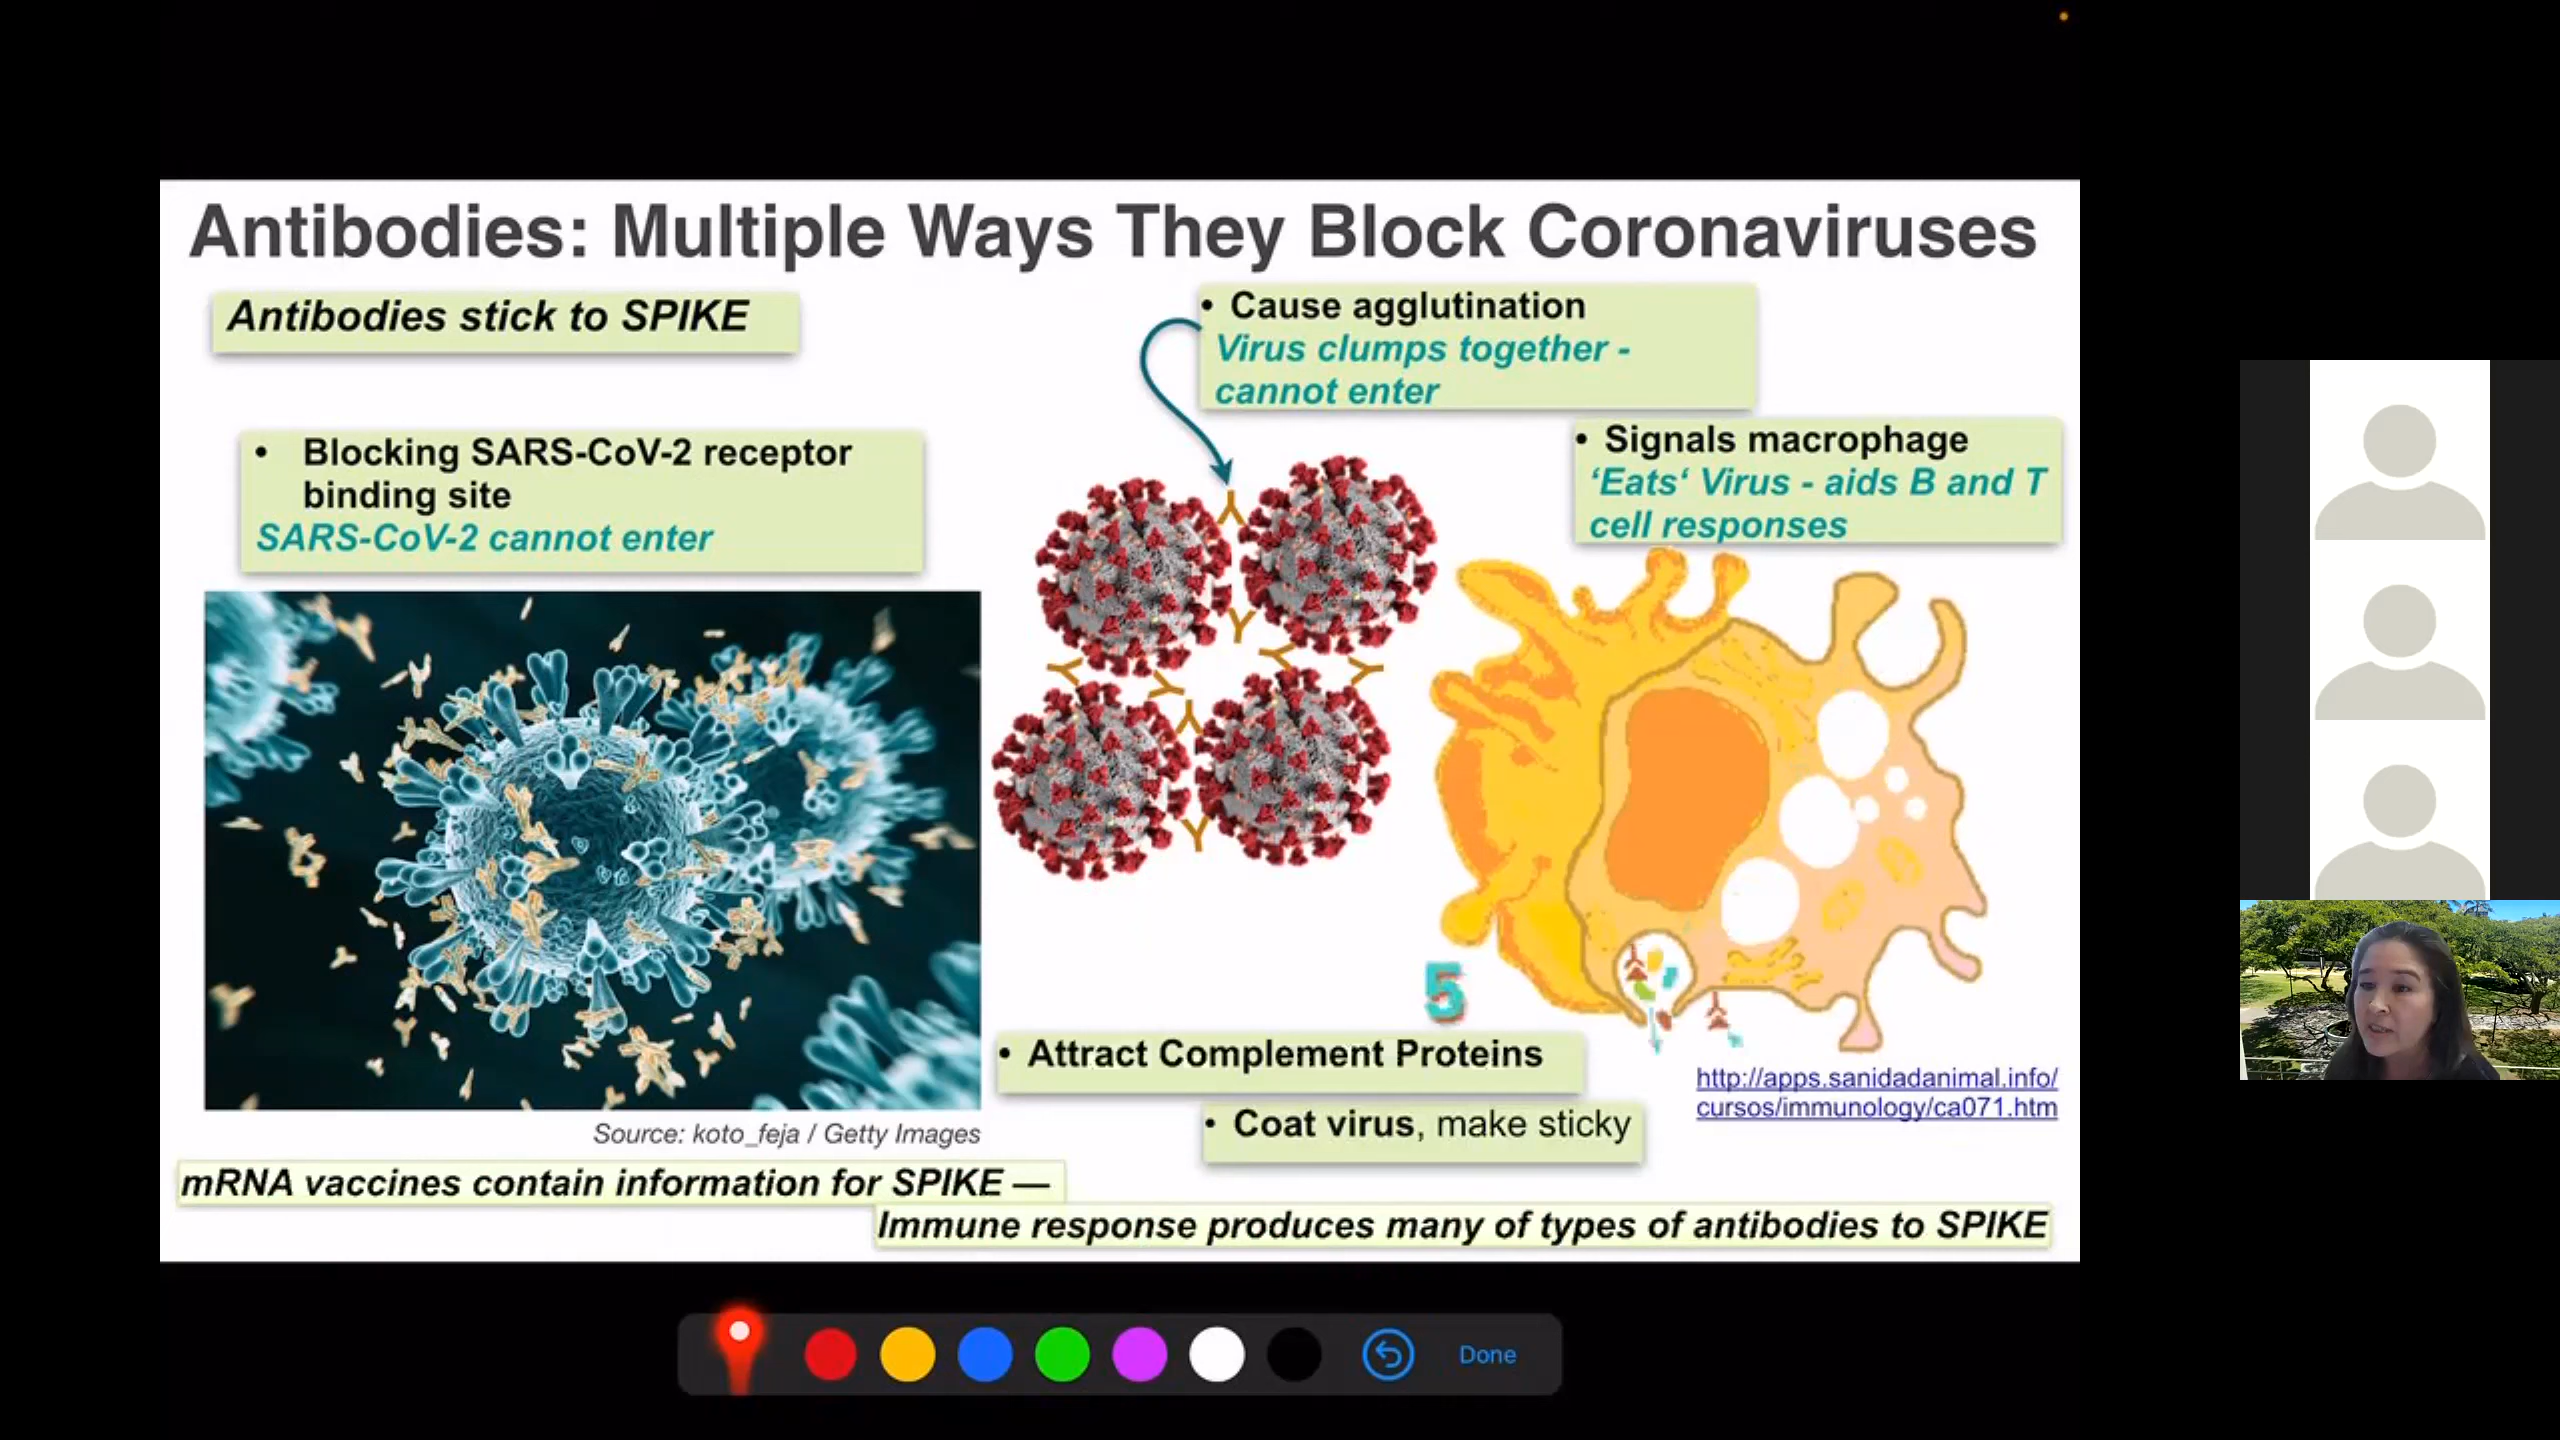 Antibodies: Multiple Ways They Block Coronaviruses
Antibodies stick to SPIKE
• Cause agglutination
Virus clumps together -
cannot enter
• Signals macrophage
‘Eats‘ Virus - aids B and T
cell responses
• Blocking SARS-CoV-2 receptor
binding site
SARS-CoV-2 cannot enter
5
• Attract Complement Proteins
• Coat virus, make sticky
http://apps.sanidadanimal.info/
cursos/immunology/ca071.htm
Source: koto_feja / Getty Images
mRNA vaccines contain information for SPIKE —
Immune response produces many of types of antibodies to SPIKE
Done